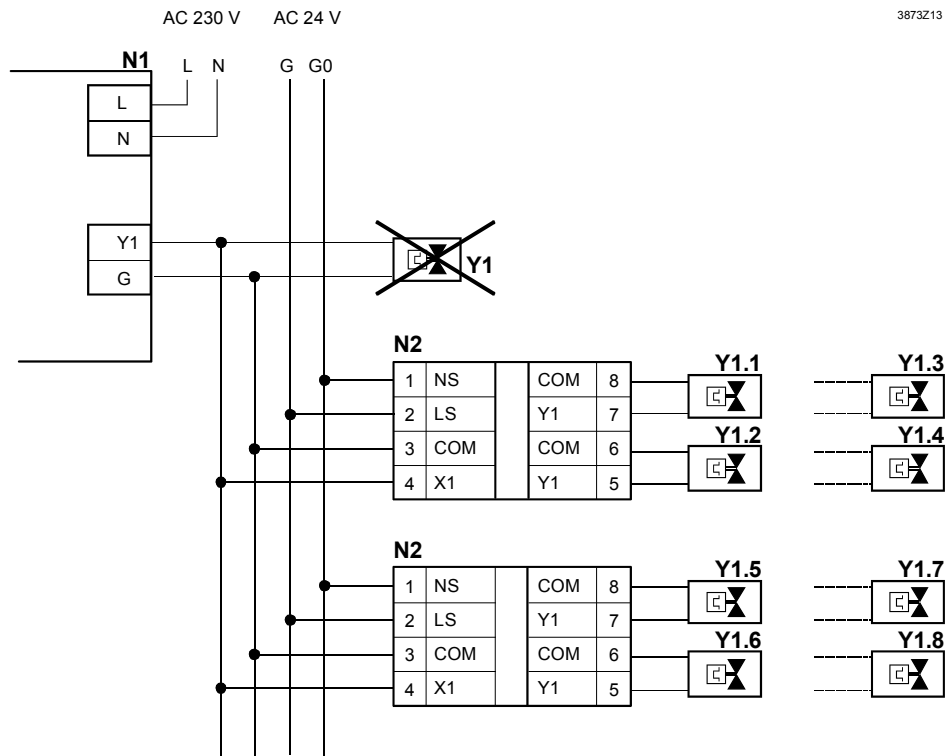 AC 230 V AC 24 V 3873Z13
N1 L N G G0
L
N
Y1
G
Y1
N2
1 NS COM 8
2 LS Y1 7
3 COM COM 6
4 X1 Y1 5
Y1.1 Y1.3
Y1.2 Y1.4
N2
1 NS COM 8
2 LS Y1 7
3 COM COM 6
4 X1 Y1 5
Y1.5 Y1.7
Y1.6 Y1.8